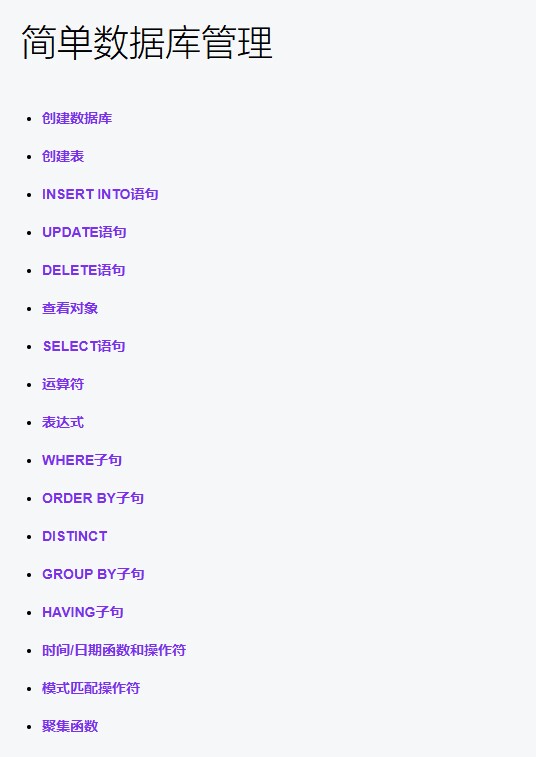 简单数据库管理
创建数据库
创建表
INSERT INTO语句
UPDATE语句
DELETE语句
查看对象
SELECT语句
运算符
表达式
WHERE子句
ORDER BY子句
DISTINCT
GROUP BY子句
HAVING子句
时间/日期函数和操作符
模式匹配操作符
聚集函数